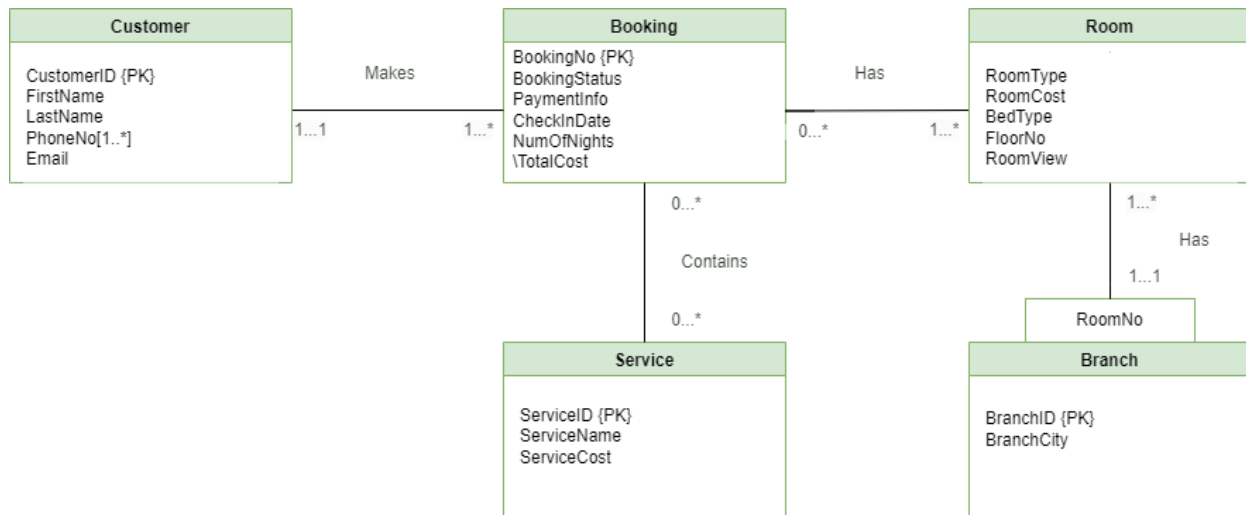 Customer
CustomerID {PK}
FirstName
LastName
PhoneNo[1..*]
Email
Makes
1...1
1...*
Booking
BookingNo {PK}
BookingStatus
PaymentInfo
CheckInDate
NumOfNights
\TotalCost
Has
0...*
1...*
Room
RoomType
RoomCost
BedType
FloorNo
RoomView
0...*
Contains
0...*
1...*
Has
1...1
RoomNo
Service
ServiceID {PK}
ServiceName
ServiceCost
Branch
BranchID {PK}
BranchCity